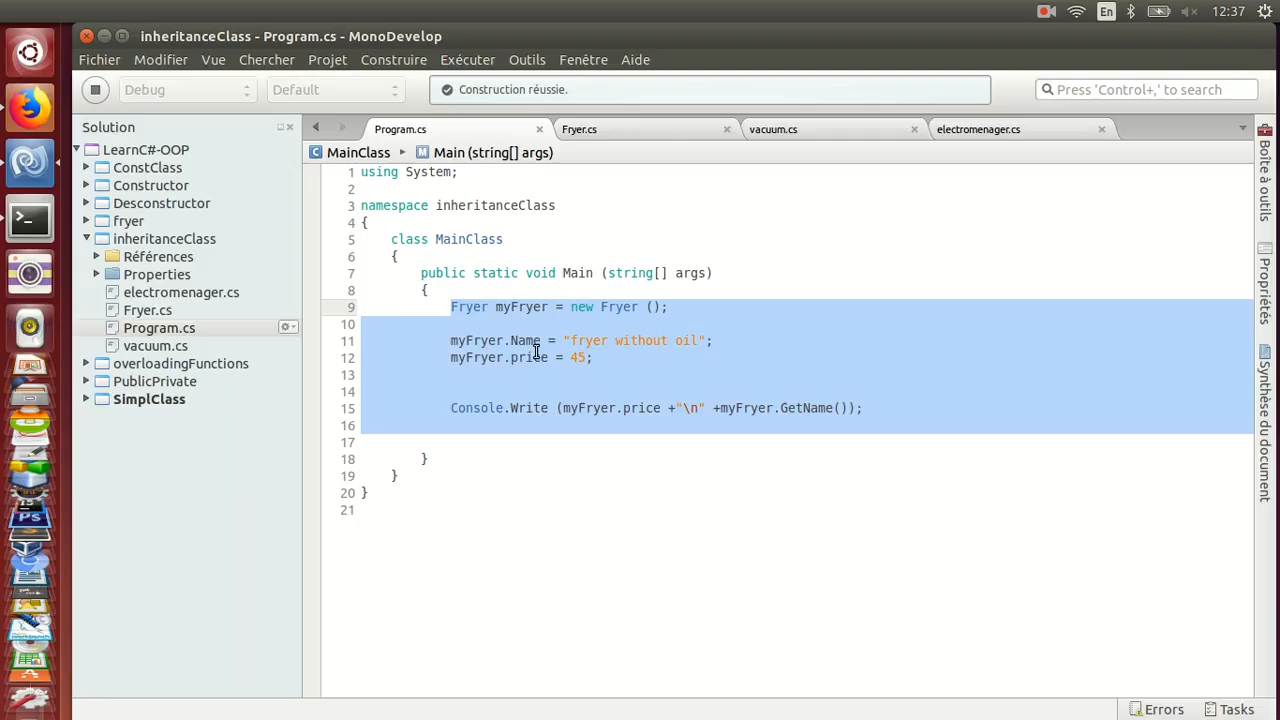 En
12:37
inheritanceClass - Program.cs - MonoDevelop
Fichier Modifier Vue Chercher Projet Construire Exécuter Outils Fenêtre Aide
Debug
Default
Construction réussie.
Press 'Control+,' to search
Solution
LearnC#-OOP
ConstClass
Constructor
Desconstructor
fryer
inheritanceClass
Références
Properties
electromenager.cs
Fryer.cs
Program.cs
vacuum.cs
overloadingFunctions
PublicPrivate
SimplClass
Program.cs
Fryer.cs
vacuum.cs
electromenager.cs
C MainClass
M Main (string[] args)
1 using System;
2
3 namespace inheritanceClass
4 {
5 class MainClass
6 {
7 public static void Main (string[] args)
8 {
9 Fryer myFryer = new Fryer ();
10
11 myFryer.Name = "fryer without oil";
12 myFryer.price = 45;
13
14
15 Console.Write (myFryer.price +"\n" +myFryer.GetName());
16
17
18 }
19 }
20 }
21
Boîte à outils
Propriétés
Synthèse du document
Errors
Tasks
Ps